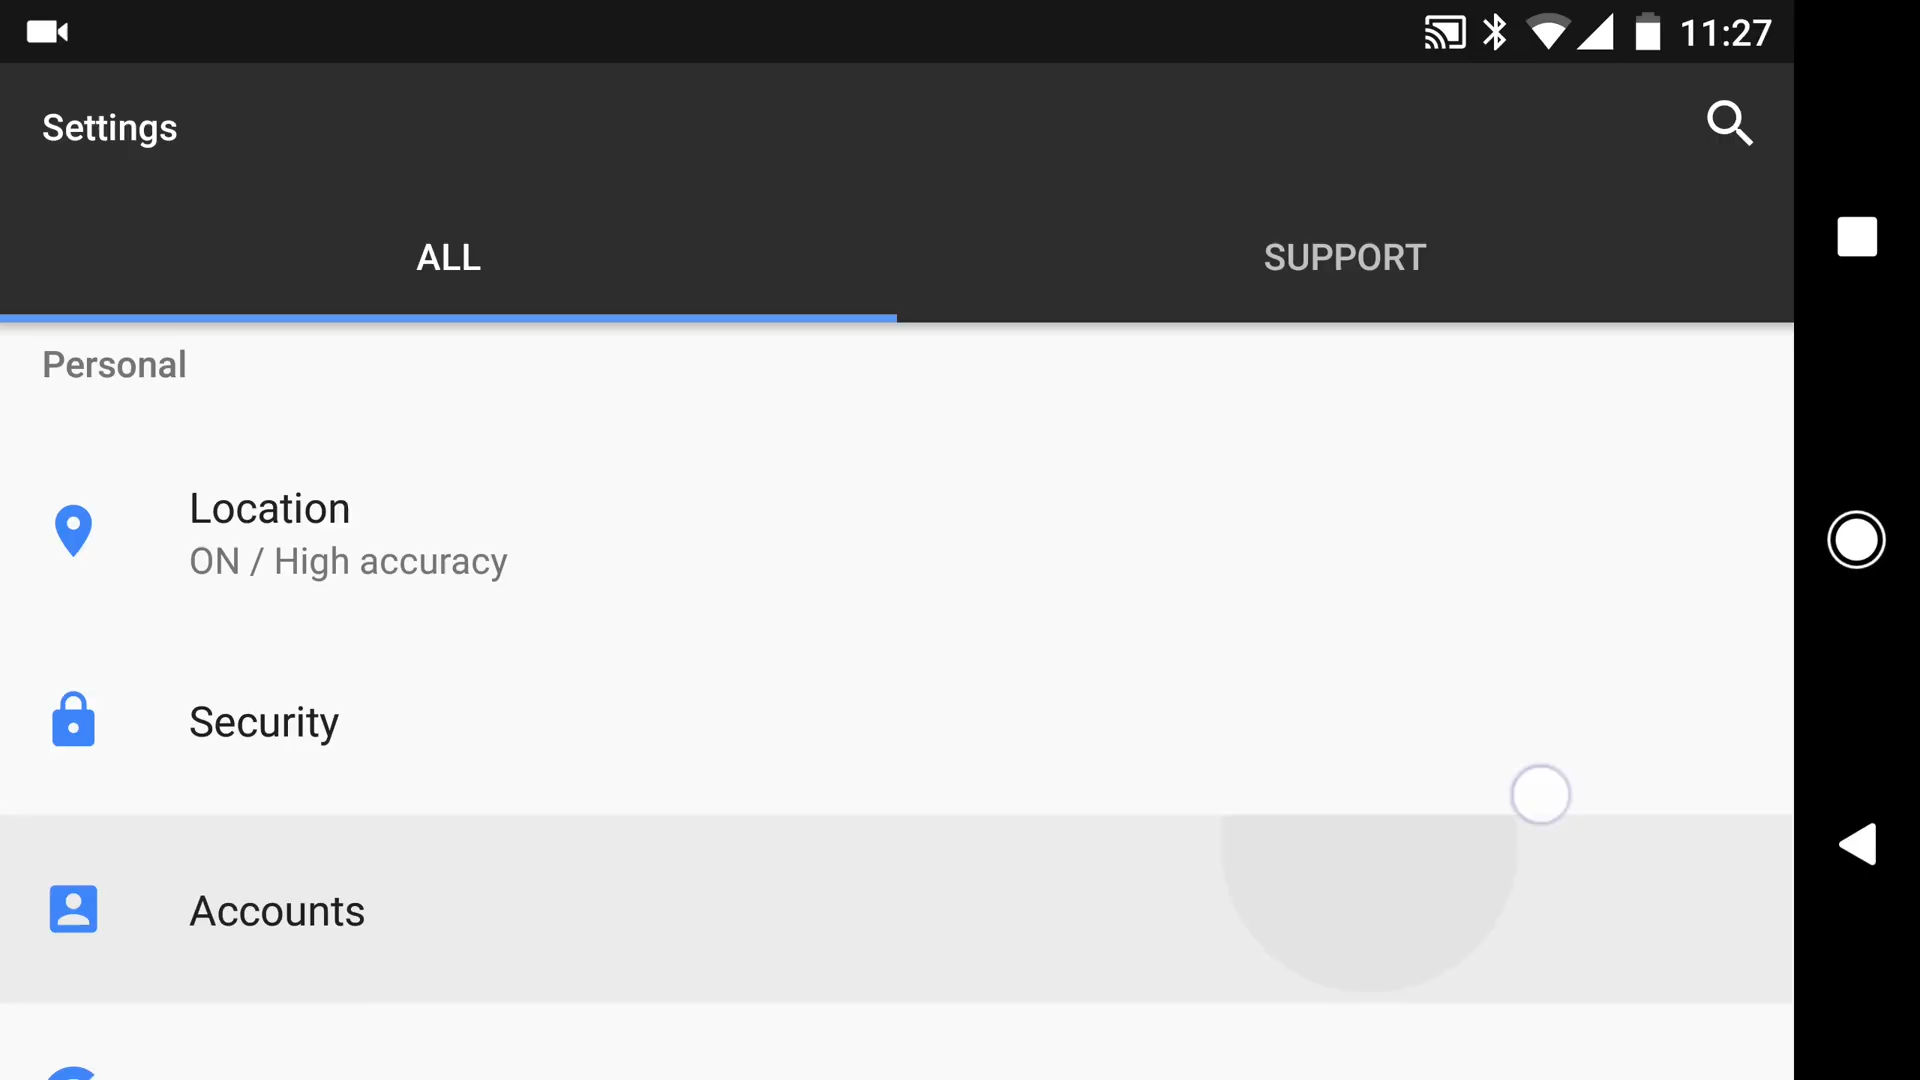 11:27
Settings
ALL
SUPPORT
Personal
Location
ON / High accuracy
Security
Accounts